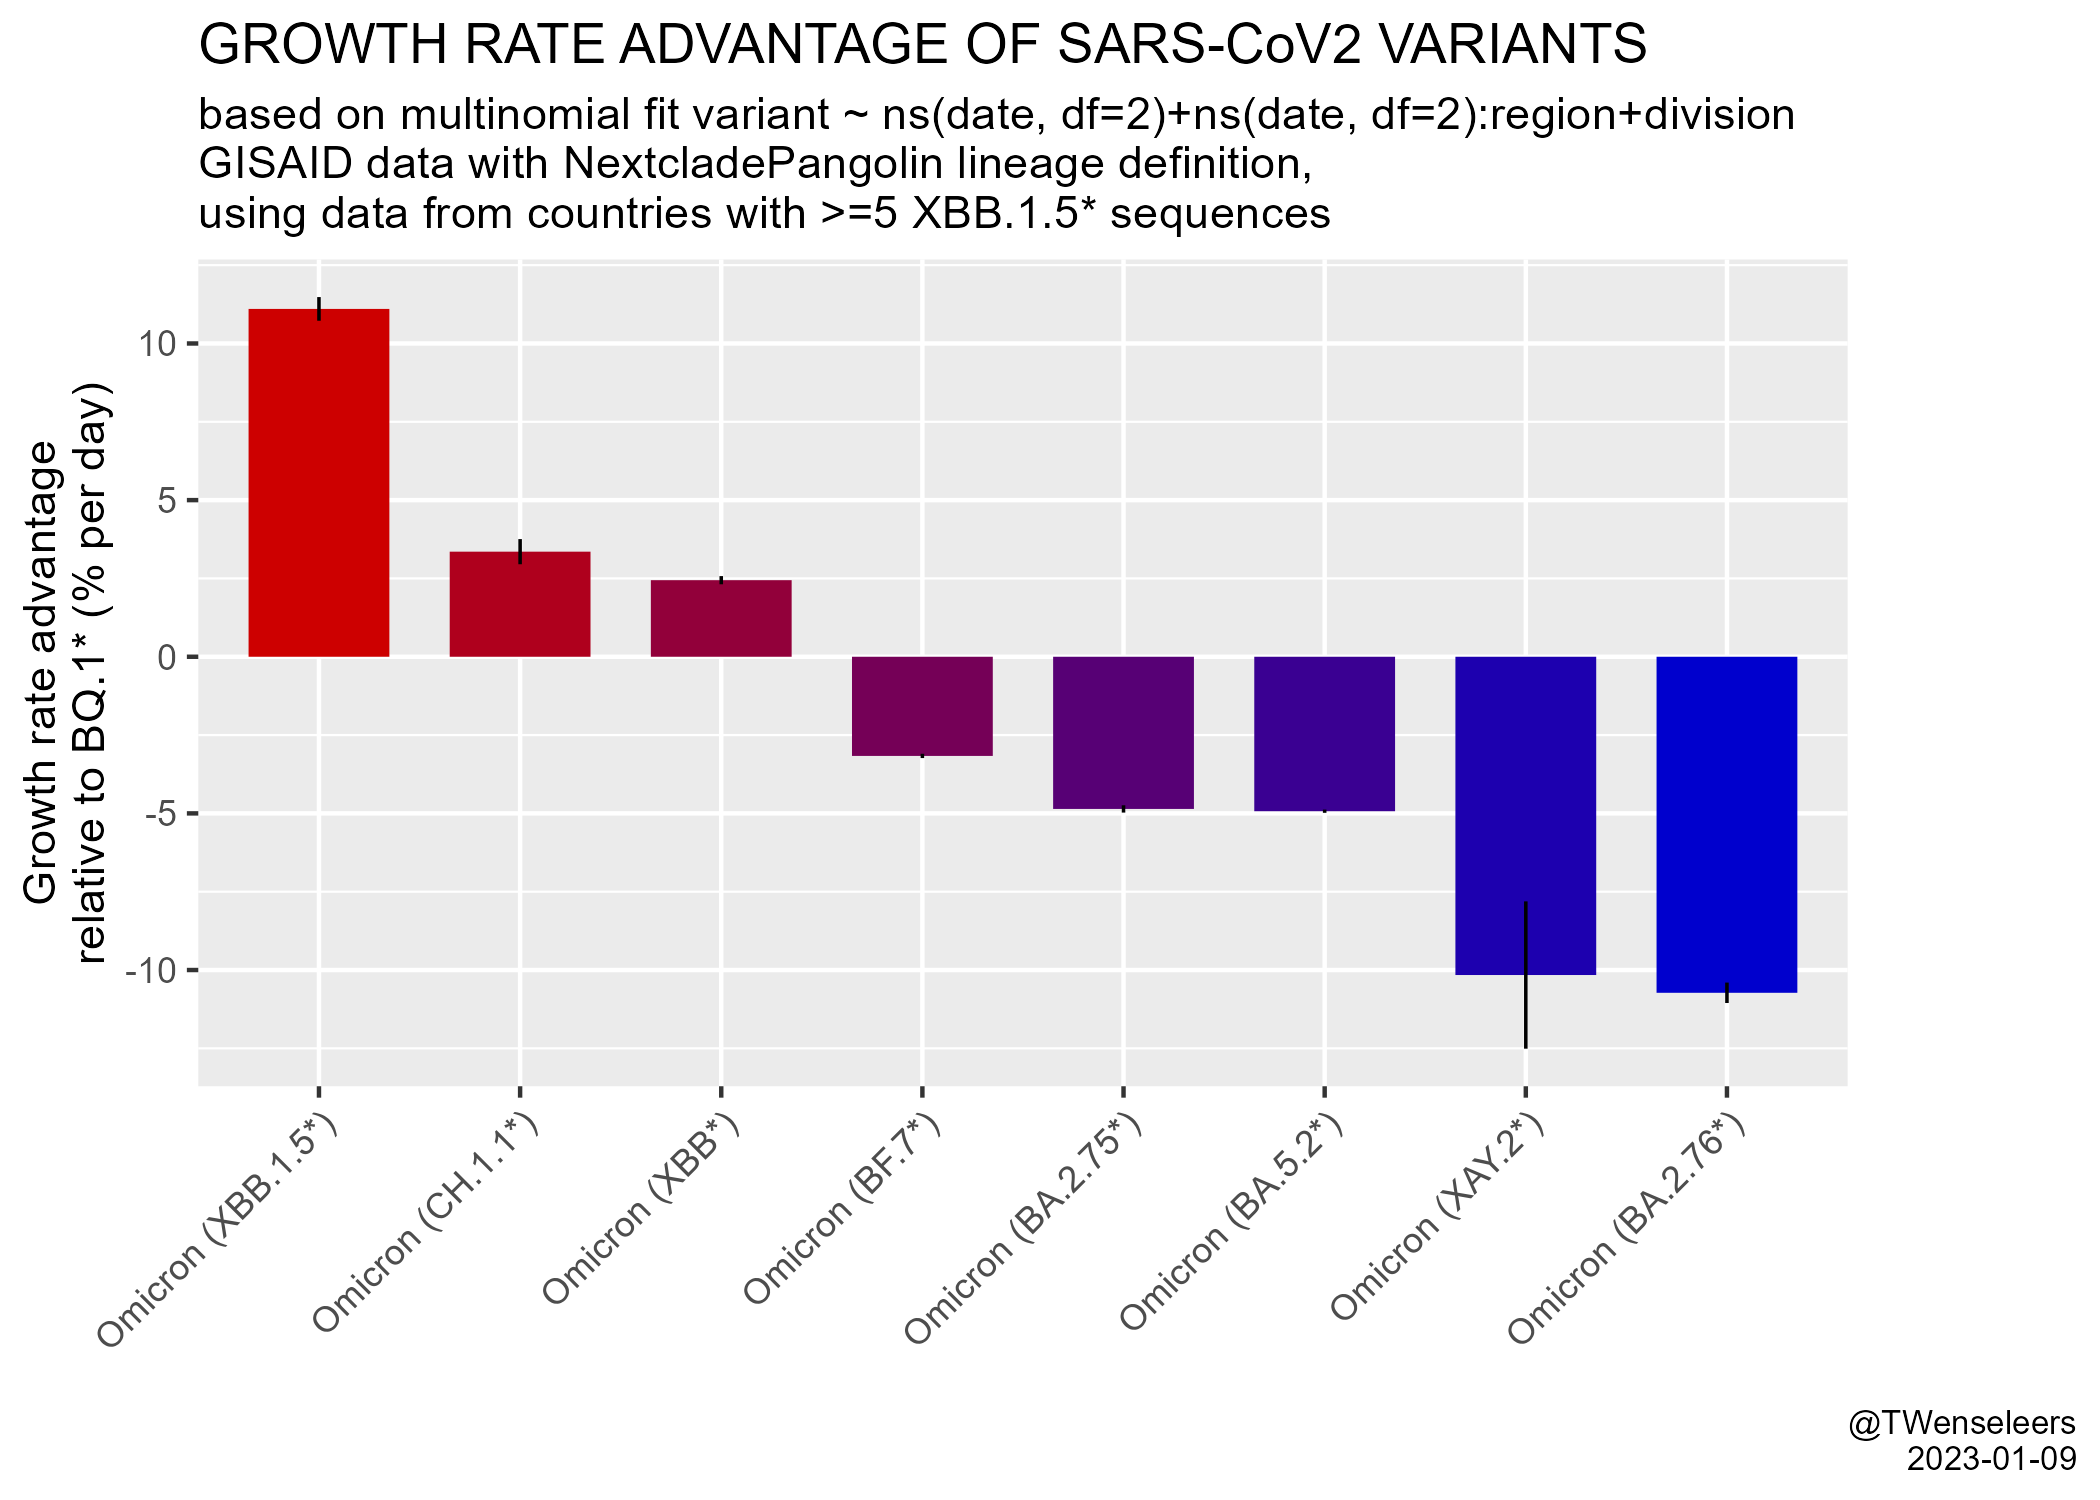 GROWTH RATE ADVANTAGE OF SARS-CoV2 VARIANTS
based on multinomial fit variant ~ ns(date, df=2)+ns(date, df=2):region+division
GISAID data with NextcladePangolin lineage definition,
using data from countries with >=5 XBB.1.5* sequences
Growth rate advantage
relative to BQ.1* (% per day)
10
5
0
-5
-10
Omicron (XBB.1.5*)
Omicron (CH.1.1*)
Omicron (XBB*)
Omicron (BF.7*)
Omicron (BA.2.75*)
Omicron (BA.5.2*)
Omicron (XAY.2*)
Omicron (BA.2.76*)
@TWenseleers
2023-01-09